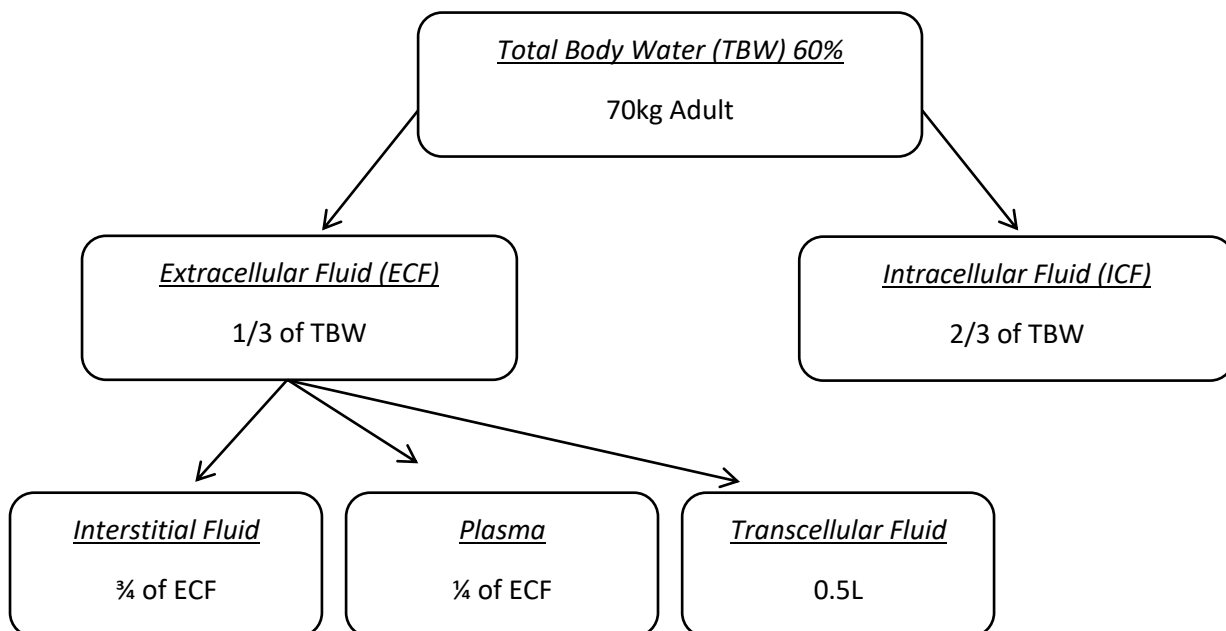 Total Body Water (TBW) 60%
70kg Adult
Extracellular Fluid (ECF)
1/3 of TBW
Intracellular Fluid (ICF)
2/3 of TBW
Interstitial Fluid
¾ of ECF
Plasma
¼ of ECF
Transcellular Fluid
0.5L